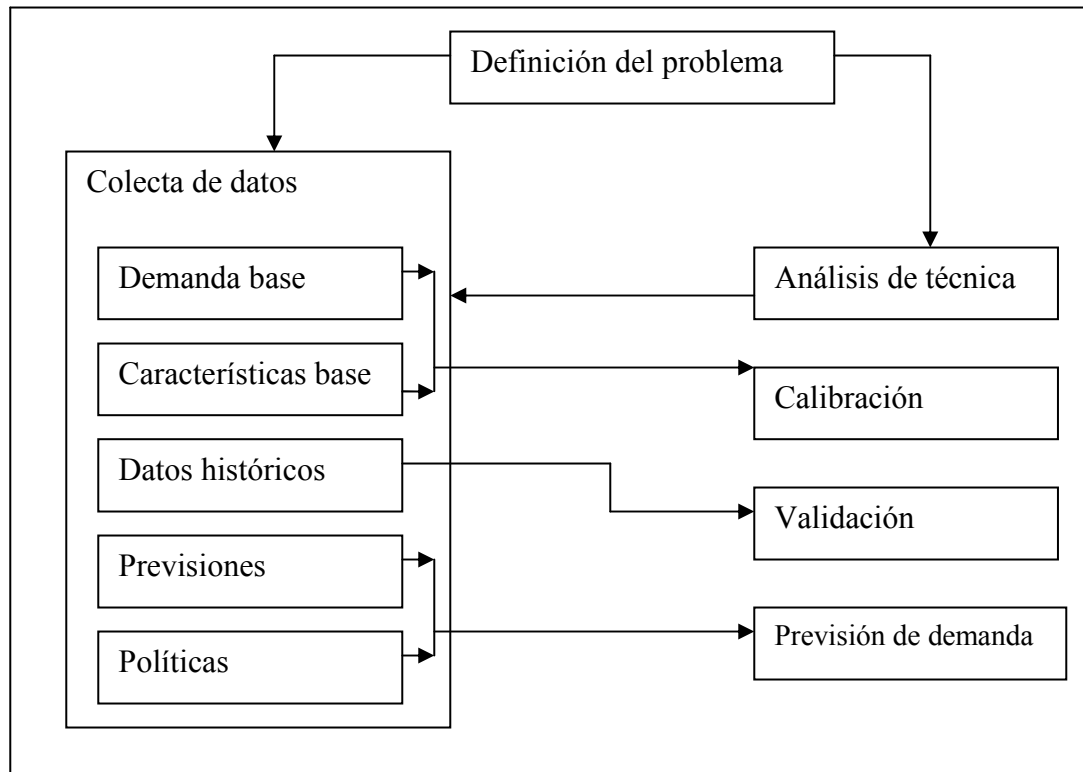 Definición del problema
Colecta de datos
Demanda base
Análisis de técnica
Característícas base
Calibración
Datos históricos
Validación
Previsiones
Previsión de demanda
Políticas